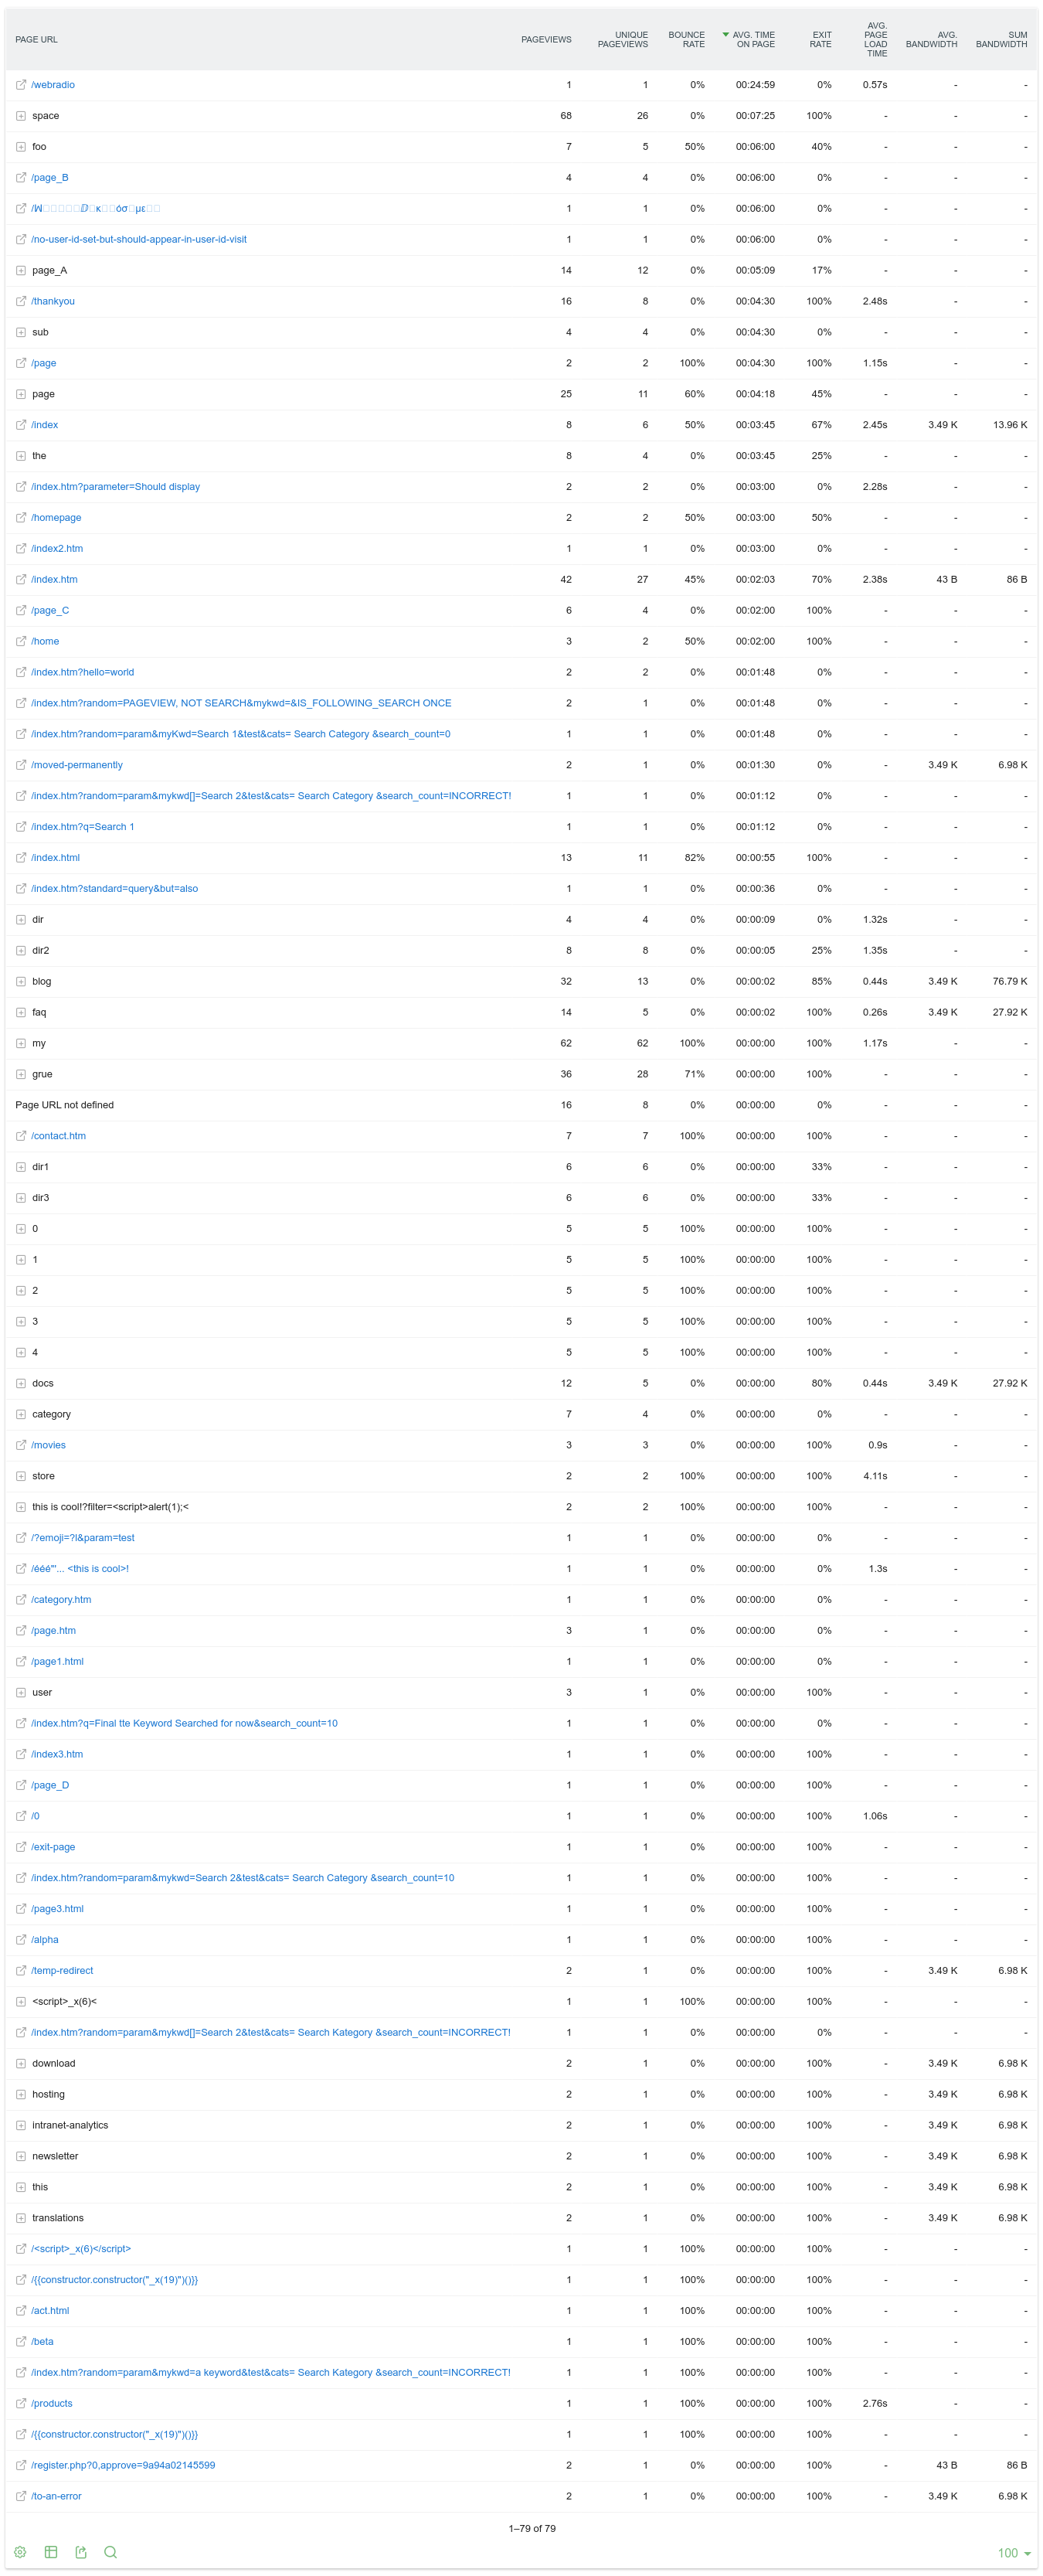 PAGE URL PAGEVIEWS UNIQUE PAGEVIEWS BOUNCE RATE AVG. TIME ON PAGE EXIT RATE AVG. PAGE LOAD TIME AVG. BANDWIDTH SUM BANDWIDTH
/webradio 1 1 0% 00:24:59 0% 0.57s - -
space 68 26 0% 00:07:25 100% - - -
foo 7 5 50% 00:06:00 40% - - -
/page_B 4 4 0% 00:06:00 0% - - -
1 1 0% 00:06:00 0% - - -
/no-user-id-set-but-should-appear-in-user-id-visit 1 1 0% 00:06:00 0% - - -
page_A 14 12 0% 00:05:09 17% - - -
/thankyou 16 8 0% 00:04:30 100% 2.48s - -
sub 4 4 0% 00:04:30 0% - - -
/page 2 2 100% 00:04:30 100% 1.15s - -
page 25 11 60% 00:04:18 45% - - -
/index 8 6 50% 00:03:45 67% 2.45s 3.49 K 13.96 K
the 8 4 0% 00:03:45 25% - - -
/index.htm?parameter=Should display 2 2 0% 00:03:00 0% 2.28s - -
/homepage 2 2 50% 00:03:00 50% - - -
/index2.htm 1 1 0% 00:03:00 0% - - -
/index.htm 42 27 45% 00:02:03 70% 2.38s 43 B 86 B
/page_C 6 4 0% 00:02:00 100% - - -
/home 3 2 50% 00:02:00 100% - - -
/index.htm?hello=world 2 2 0% 00:01:48 0% - - -
/index.htm?random=PAGEVIEW, NOT SEARCH&mykwd=&IS_FOLLOWING_SEARCH ONCE 2 1 0% 00:01:48 0% - - -
/index.htm?random=param&myKwd=Search 1&test&cats= Search Category &search_count=0 1 1 0% 00:01:48 0% - - -
/moved-permanently 2 1 0% 00:01:30 0% - 3.49 K 6.98 K
/index.htm?random=param&mykwd[]=Search 2&test&cats= Search Category &search_count=INCORRECT! 1 1 0% 00:01:12 0% - - -
/index.htm?q=Search 1 1 1 0% 00:01:12 0% - - -
/index.html 13 11 82% 00:00:55 100% - - -
/index.htm?standard=query&but=also 1 1 0% 00:00:36 0% - - -
dir 4 4 0% 00:00:09 0% 1.32s - -
dir2 8 8 0% 00:00:05 25% 1.35s - -
blog 32 13 0% 00:00:02 85% 0.44s 3.49 K 76.79 K
faq 14 5 0% 00:00:02 100% 0.26s 3.49 K 27.92 K
my 62 62 100% 00:00:00 100% 1.17s - -
grue 36 28 71% 00:00:00 100% - - -
Page URL not defined 16 8 0% 00:00:00 0% - - -
/contact.htm 7 7 100% 00:00:00 100% - - -
dir1 6 6 0% 00:00:00 33% - - -
dir3 6 6 0% 00:00:00 33% - - -
0 5 5 100% 00:00:00 100% - - -
1 5 5 100% 00:00:00 100% - - -
2 5 5 100% 00:00:00 100% - - -
3 5 5 100% 00:00:00 100% - - -
4 5 5 100% 00:00:00 100% - - -
docs 12 5 0% 00:00:00 80% 0.44s 3.49 K 27.92 K
category 7 4 0% 00:00:00 0% - - -
/movies 3 3 0% 00:00:00 100% 0.9s - -
store 2 2 100% 00:00:00 100% 4.11s - -
this is cool!?filter=<script>alert(1);< 2 2 100% 00:00:00 100% - - -
/?emoji=?l&param=test 1 1 0% 00:00:00 0% - - -
/ééé"'... <this is cool>! 1 1 0% 00:00:00 0% 1.3s - -
/category.htm 1 1 0% 00:00:00 0% - - -
/page.htm 3 1 0% 00:00:00 0% - - -
/page1.html 1 1 0% 00:00:00 0% - - -
user 3 1 0% 00:00:00 100% - - -
/index.htm?q=Final tte Keyword Searched for now&search_count=10 1 1 0% 00:00:00 0% - - -
/index3.htm 1 1 0% 00:00:00 100% - - -
/page_D 1 1 0% 00:00:00 100% - - -
/0 1 1 0% 00:00:00 100% 1.06s - -
/exit-page 1 1 0% 00:00:00 100% - - -
/index.htm?random=param&mykwd=Search 2&test&cats= Search Category &search_count=10 1 1 0% 00:00:00 100% - - -
/page3.html 1 1 0% 00:00:00 100% - - -
/alpha 1 1 0% 00:00:00 100% - - -
/temp-redirect 2 1 0% 00:00:00 100% - 3.49 K 6.98 K
<script>_x(6)< 1 1 100% 00:00:00 100% - - -
/index.htm?random=param&mykwd[]=Search 2&test&cats= Search Kategory &search_count=INCORRECT! 1 1 0% 00:00:00 0% - - -
download 2 1 0% 00:00:00 100% - 3.49 K 6.98 K
hosting 2 1 0% 00:00:00 100% - 3.49 K 6.98 K
intranet-analytics 2 1 0% 00:00:00 100% - 3.49 K 6.98 K
newsletter 2 1 0% 00:00:00 100% - 3.49 K 6.98 K
this 2 1 0% 00:00:00 100% - 3.49 K 6.98 K
translations 2 1 0% 00:00:00 100% - 3.49 K 6.98 K
/<script>_x(6)</script> 1 1 100% 00:00:00 100% - - -
/{{constructor.constructor("_x(19)")()}} 1 1 100% 00:00:00 100% - - -
/act.html 1 1 100% 00:00:00 100% - - -
/beta 1 1 100% 00:00:00 100% - - -
/index.htm?random=param&mykwd=a keyword&test&cats= Search Kategory &search_count=INCORRECT! 1 1 100% 00:00:00 100% - - -
/products 1 1 100% 00:00:00 100% 2.76s - -
/{{constructor.constructor("_x(19)")()}} 1 1 100% 00:00:00 100% - - -
/register.php?0,approve=9a94a02145599 2 1 0% 00:00:00 100% - 43 B 86 B
/to-an-error 2 1 0% 00:00:00 100% - 3.49 K 6.98 K
1–79 of 79
100